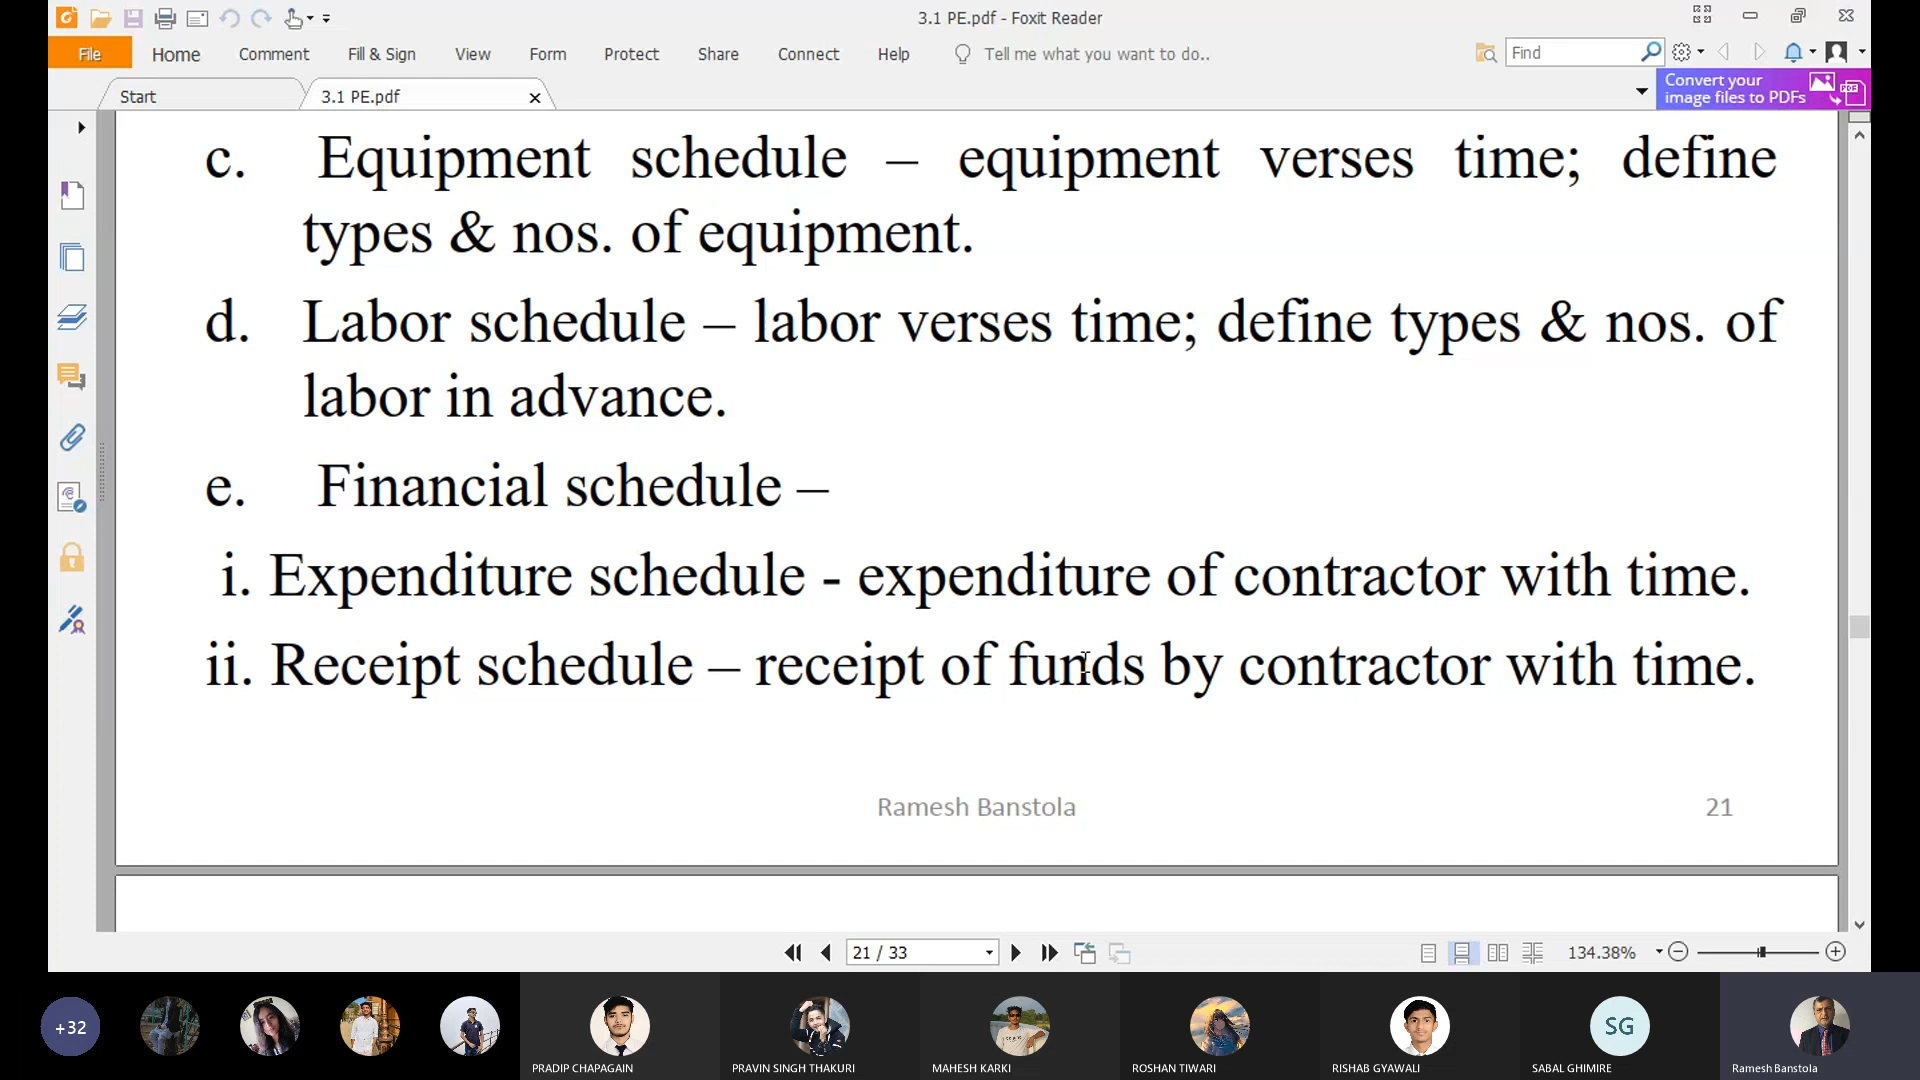 3.1 PE.pdf - Foxit Reader
File Home Comment Fill & Sign View Form Protect Share Connect Help Tell me what you want to do.. Find
Start 3.1 PE.pdf
Convert your
image files to PDFs
c. Equipment schedule – equipment verses time; define
types & nos. of equipment.
d. Labor schedule – labor verses time; define types & nos. of
labor in advance.
e. Financial schedule –
i. Expenditure schedule - expenditure of contractor with time.
ii. Receipt schedule – receipt of funds by contractor with time.
Ramesh Banstola 21
21 / 33 134.38%
+32 SG
PRADIP CHAPAGAIN PRAVIN SINGH THAKURI MAHESH KARKI ROSHAN TIWARI RISHAB GYAWALI SABAL GHIMIRE Ramesh Banstola